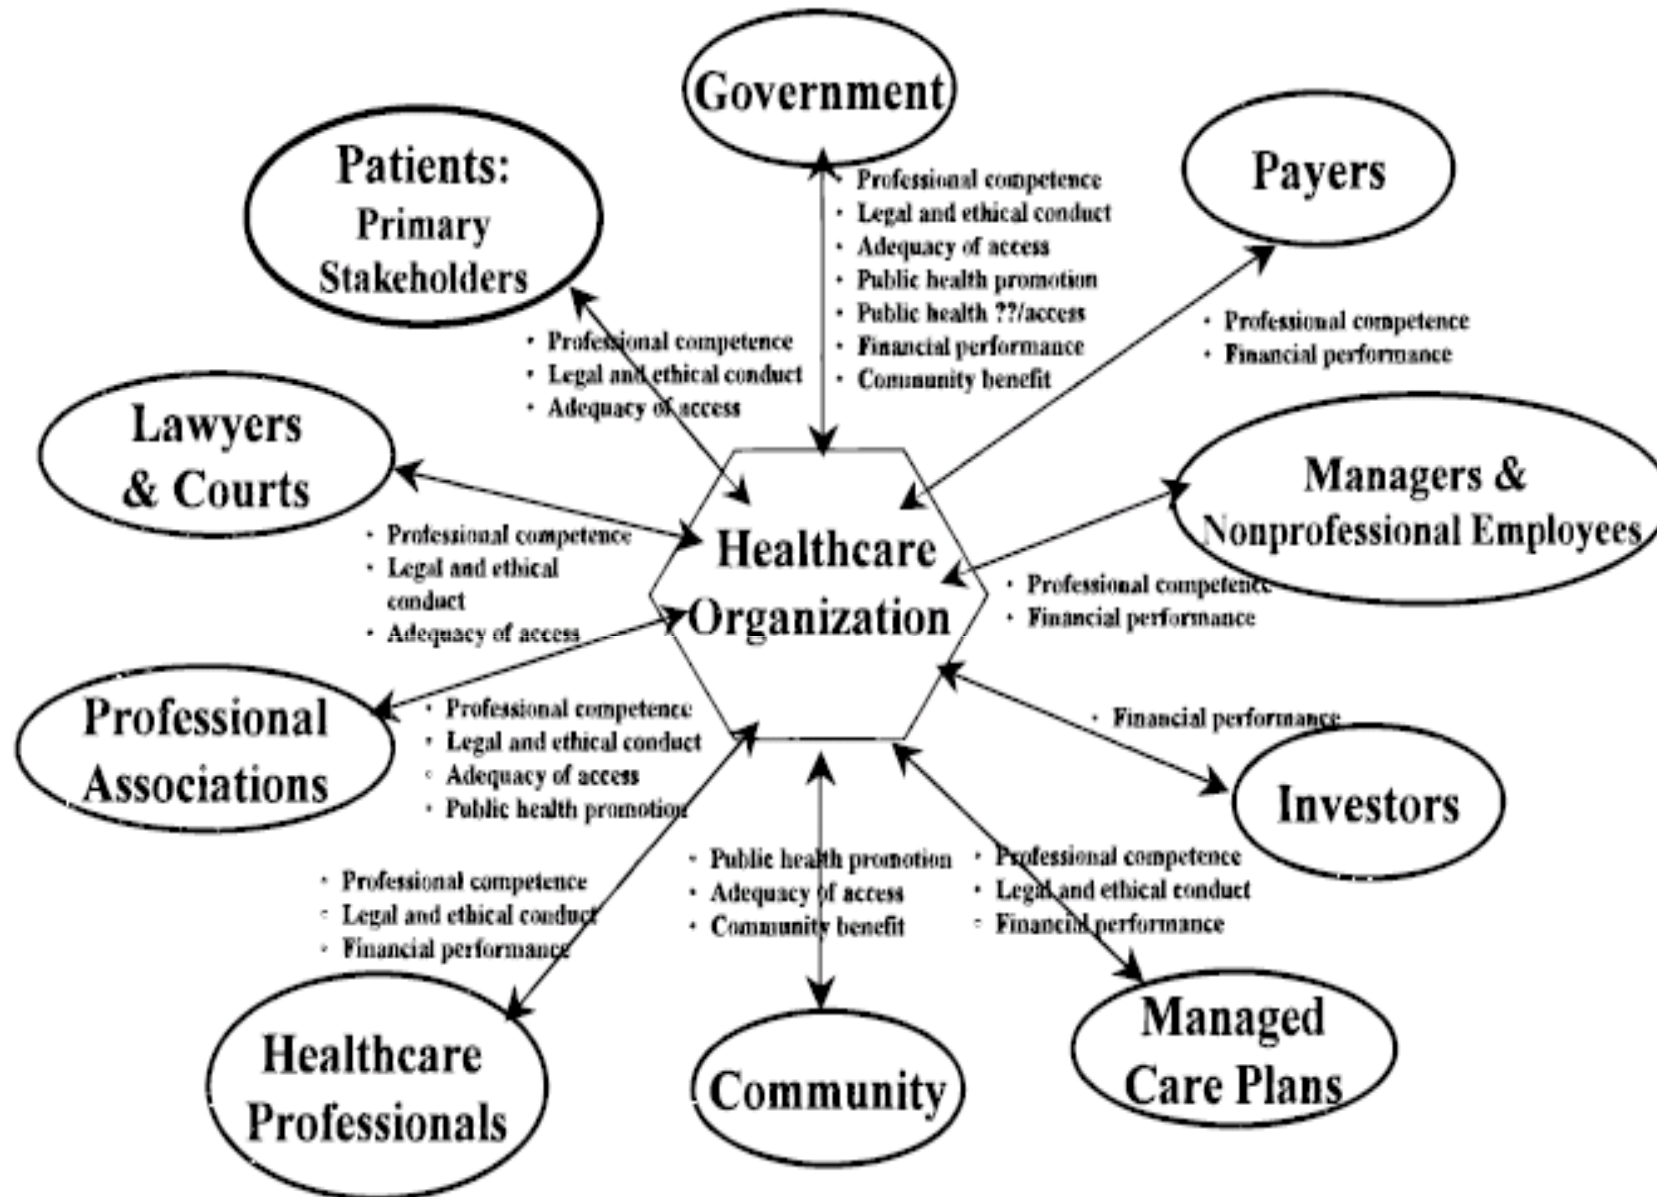 Government
• Professional competence
• Legal and ethical conduct
• Adequacy of access
• Public health promotion
• Public health ??/access
• Financial performance
• Community benefit
Patients:
Primary
Stakeholders
• Professional competence
• Legal and ethical conduct
• Adequacy of access
Payers
• Professional competence
• Financial performance
Lawyers
& Courts
• Professional competence
• Legal and ethical
conduct
• Adequacy of access
Healthcare
Organization
Managers &
Nonprofessional Employees
• Professional competence
• Financial performance
Professional
Associations
• Professional competence
• Legal and ethical conduct
• Adequacy of access
• Public health promotion
• Financial performance
Investors
• Professional competence
• Legal and ethical conduct
• Financial performance
Healthcare
Professionals
• Public health promotion
• Adequacy of access
• Community benefit
Community
• Professional competence
• Legal and ethical conduct
• Financial performance
Managed
Care Plans